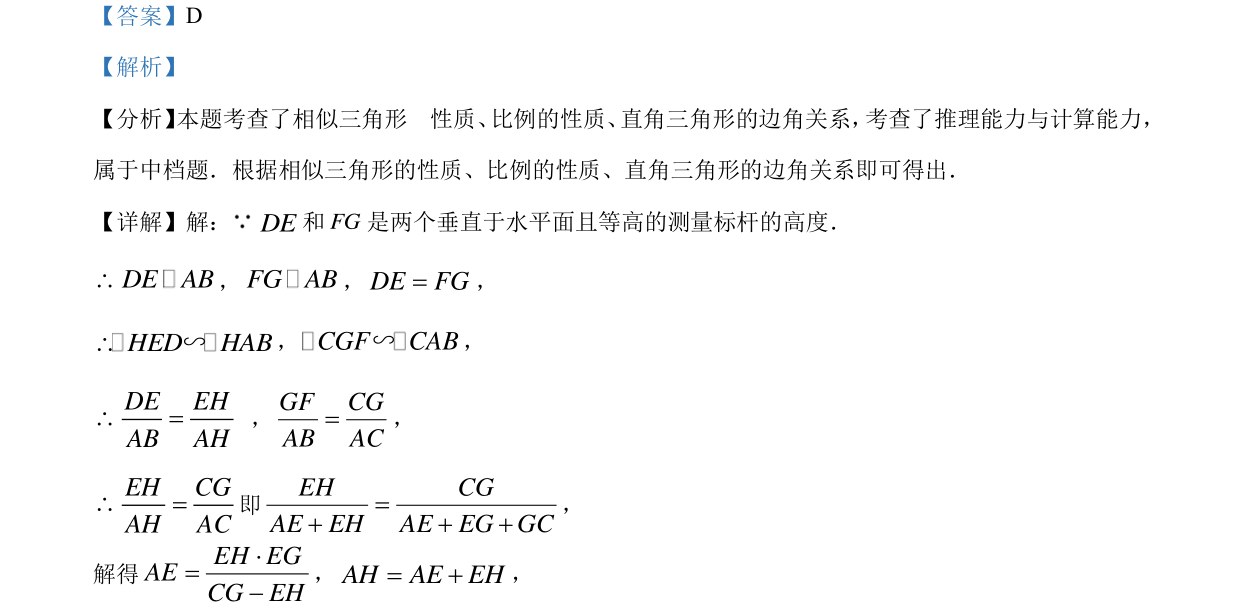 【答案】D
【解析】
【分析】本题考查了相似三角形 性质、比例的性质、直角三角形的边角关系,考查了推理能力与计算能力,
属于中档题．根据相似三角形的性质、比例的性质、直角三角形的边角关系即可得出．
【详解】解：∵ DE 和 FG 是两个垂直于水平面且等高的测量标杆的高度．
∴ DE□AB， FG□AB， DE = FG，
∴□HED∽□HAB， □CGF∽□CAB，
∴ DE/AB = EH/AH ， GF/AB = CG/AC，
∴ EH/AH = CG/AC 即 EH/(AE + EH) = CG/(AE + EG + GC)，
解得 AE = (EH · EG)/(CG − EH)， AH = AE + EH，